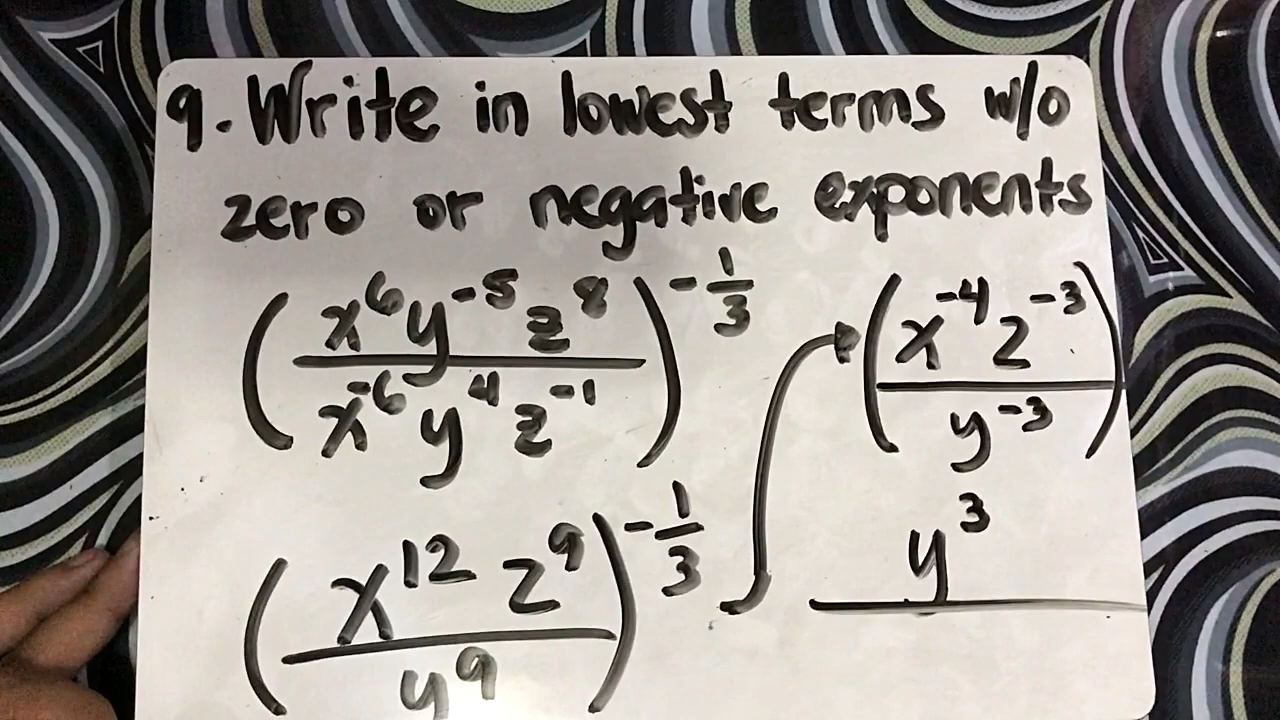 9. Write in lowest terms w/o
zero or negative exponents
(x^6 y^-5 z^8 / x^-6 y^4 z^-1)^-1/3
(x^12 z^9 / y^9)^-1/3
(x^-4 z^-3 / y^-3)
y^3